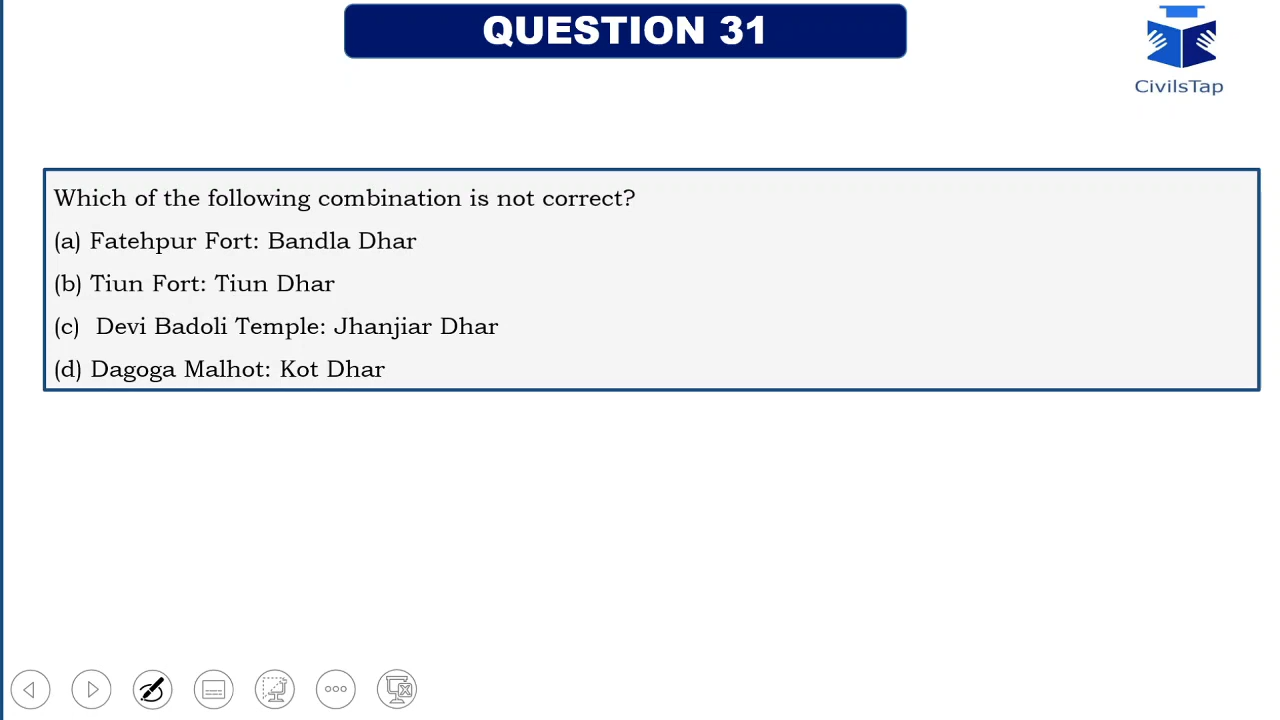 QUESTION 31
CivilsTap
Which of the following combination is not correct?
(a) Fatehpur Fort: Bandla Dhar
(b) Tiun Fort: Tiun Dhar
(c) Devi Badoli Temple: Jhanjiar Dhar
(d) Dagoga Malhot: Kot Dhar